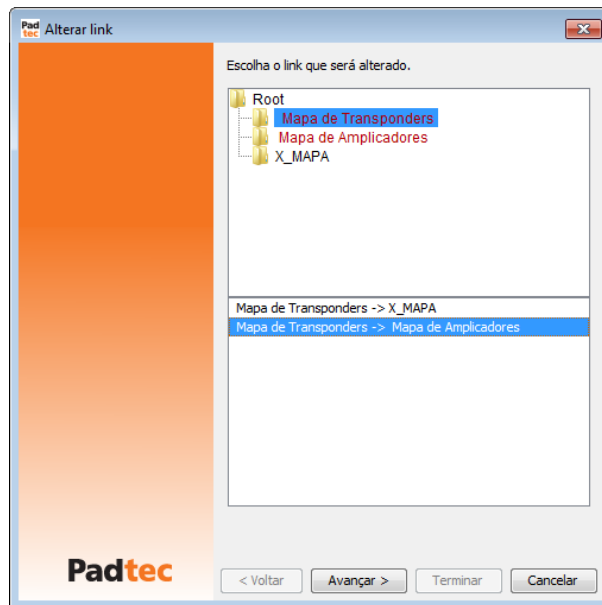 Pad
tec
Alterar link
Escolha o link que será alterado.
Root
Mapa de Transponders
Mapa de Amplicadores
X_MAPA
Mapa de Transponders -> X_MAPA
Mapa de Transponders -> Mapa de Amplicadores
Padtec
< Voltar
Avançar >
Terminar
Cancelar